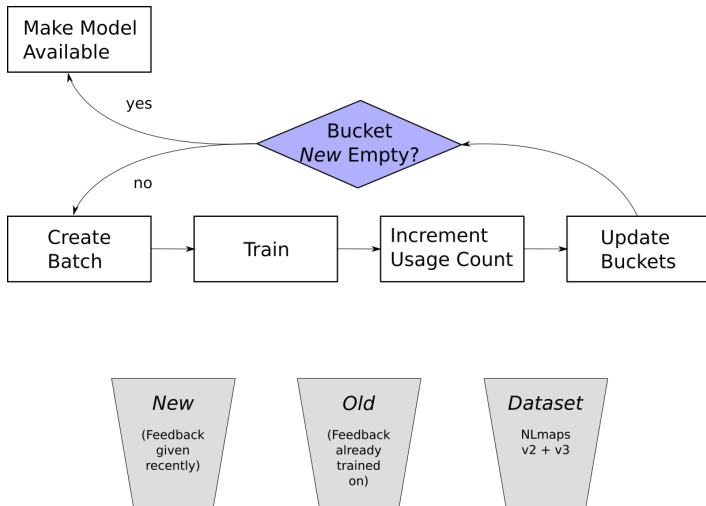 Make Model
Available
yes
Bucket
New Empty?
no
Create
Batch
Train
Increment
Usage Count
Update
Buckets
New
(Feedback
given
recently)
Old
(Feedback
already
trained
on)
Dataset
NLmaps
v2 + v3